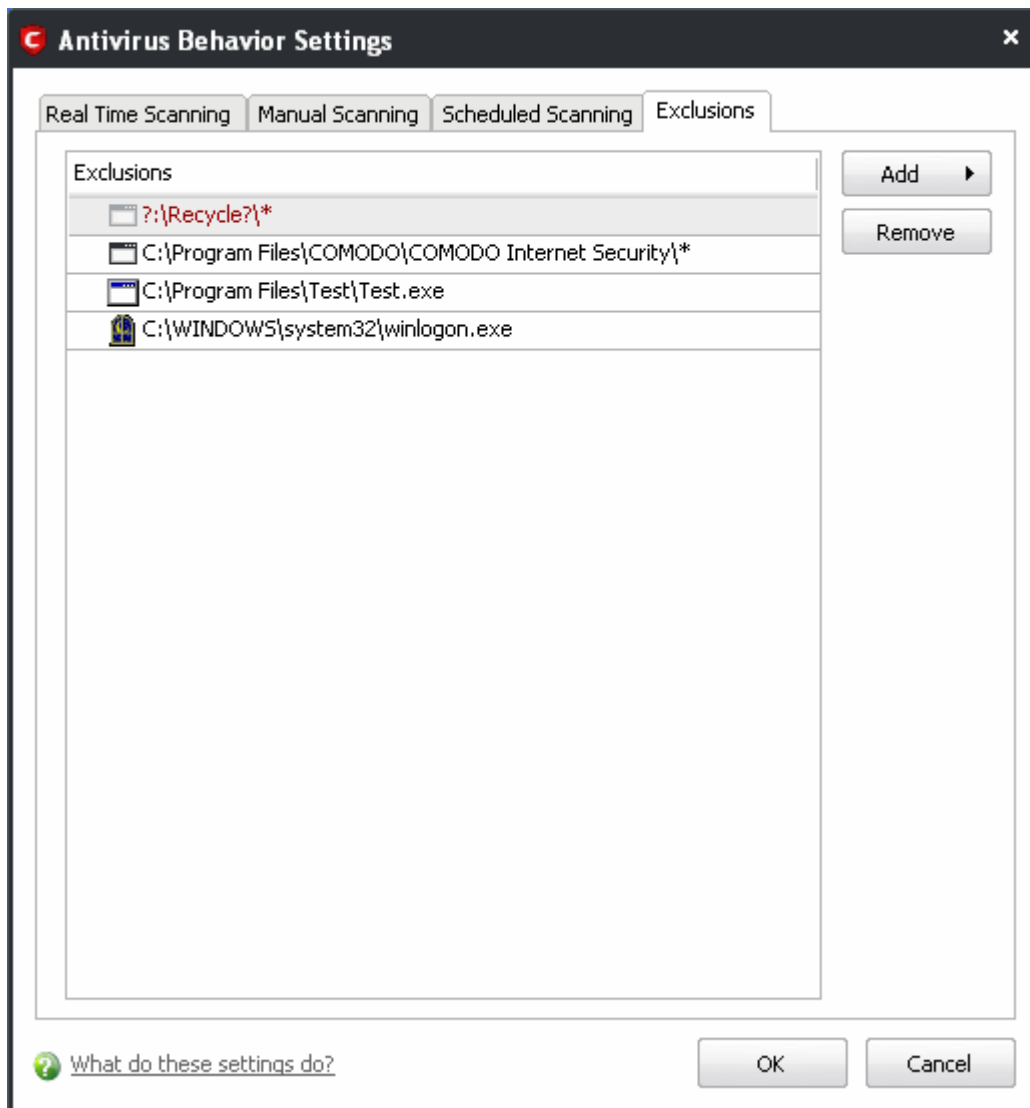 Antivirus Behavior Settings
Real Time Scanning
Manual Scanning
Scheduled Scanning
Exclusions
Exclusions
?:\Recycle?\*
C:\Program Files\COMODO\COMODO Internet Security\*
C:\Program Files\Test\Test.exe
C:\WINDOWS\system32\winlogon.exe
Add
Remove
What do these settings do?
OK
Cancel